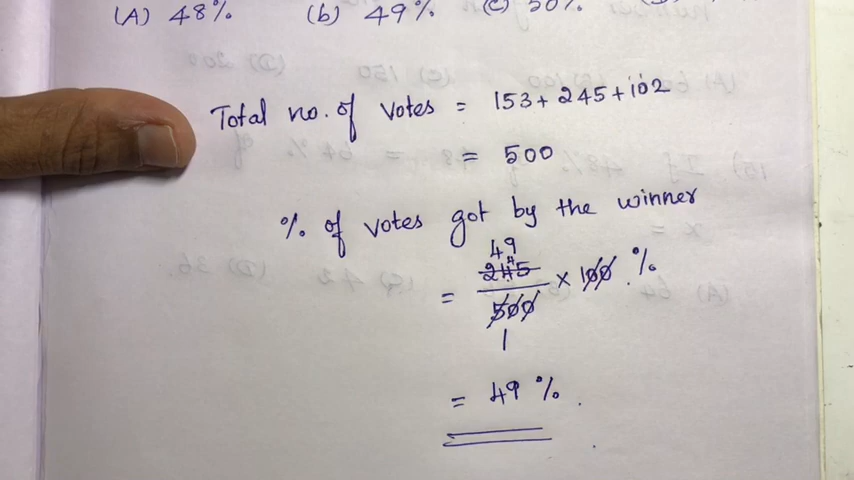 (A) 48% (b) 49% (C) 50%
Total no. of votes = 153 + 245 + 102
= 500
% of votes got by the winner
49
= 245/500 × 100 %
1
= 49 %.